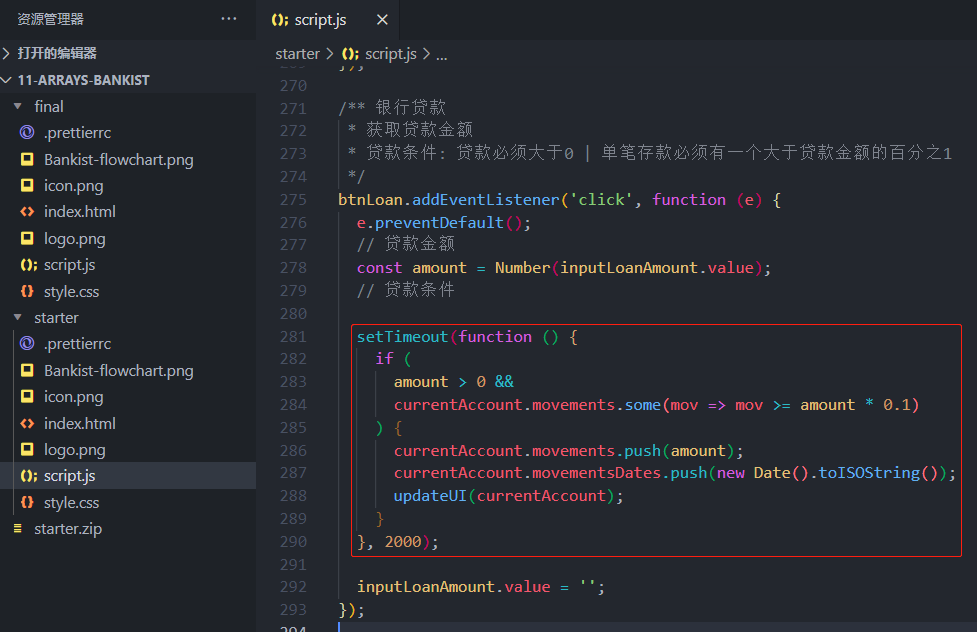 资源管理器 ···
打开的编辑器
11-ARRAYS-BANKIST
final
.prettierrc
Bankist-flowchart.png
icon.png
index.html
logo.png
script.js
style.css
starter
.prettierrc
Bankist-flowchart.png
icon.png
index.html
logo.png
script.js
style.css
starter.zip
script.js
starter > script.js > ...
269 });
270
271 /** 银行贷款
272  * 获取贷款金额
273  * 贷款条件: 贷款必须大于0 | 单笔存款必须有一个大于贷款金额的百分之1
274  */
275 btnLoan.addEventListener('click', function (e) {
276   e.preventDefault();
277   // 贷款金额
278   const amount = Number(inputLoanAmount.value);
279   // 贷款条件
280
281   setTimeout(function () {
282     if (
283       amount > 0 &&
284       currentAccount.movements.some(mov => mov >= amount * 0.1)
285     ) {
286       currentAccount.movements.push(amount);
287       currentAccount.movementsDates.push(new Date().toISOString());
288       updateUI(currentAccount);
289     }
290   }, 2000);
291
292   inputLoanAmount.value = '';
293 });
294